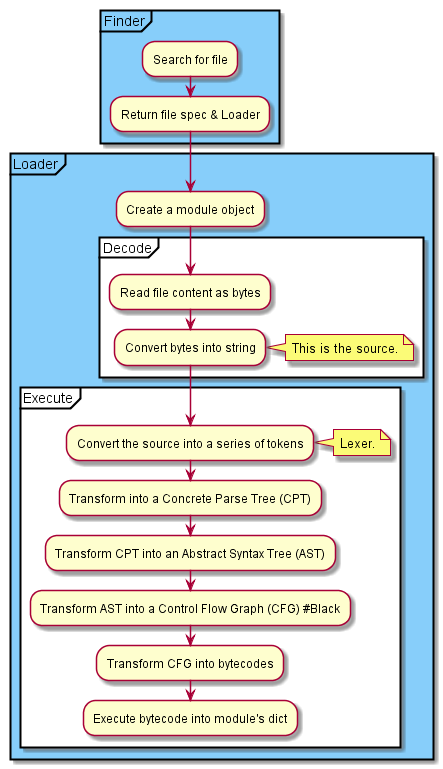 Finder
Search for file
Return file spec & Loader
Loader
Create a module object
Decode
Read file content as bytes
Convert bytes into string
This is the source.
Execute
Convert the source into a series of tokens
Lexer.
Transform into a Concrete Parse Tree (CPT)
Transform CPT into an Abstract Syntax Tree (AST)
Transform AST into a Control Flow Graph (CFG) #Black
Transform CFG into bytecodes
Execute bytecode into module's dict